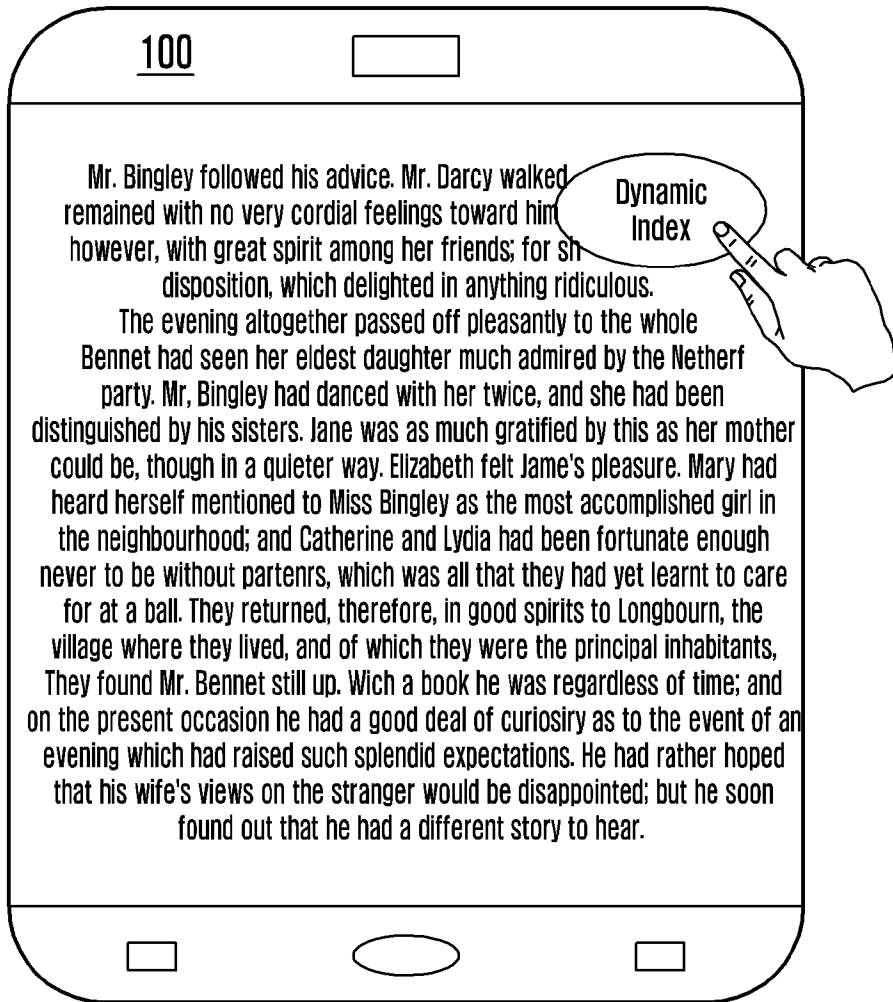 100
Mr. Bingley followed his advice. Mr. Darcy walked
remained with no very cordial feelings toward him
however, with great spirit among her friends; for sh
disposition, which delighted in anything ridiculous.
Dynamic
Index
The evening altogether passed off pleasantly to the whole
Bennet had seen her eldest daughter much admired by the Netherf
party. Mr, Bingley had danced with her twice, and she had been
distinguished by his sisters. Jane was as much gratified by this as her mother
could be, though in a quieter way. Elizabeth felt Jame's pleasure. Mary had
heard herself mentioned to Miss Bingley as the most accomplished girl in
the neighbourhood; and Catherine and Lydia had been fortunate enough
never to be without partenrs, which was all that they had yet learnt to care
for at a ball. They returned, therefore, in good spirits to Longbourn, the
village where they lived, and of which they were the principal inhabitants,
They found Mr. Bennet still up. Wich a book he was regardless of time; and
on the present occasion he had a good deal of curiosiry as to the event of an
evening which had raised such splendid expectations. He had rather hoped
that his wife's views on the stranger would be disappointed; but he soon
found out that he had a different story to hear.